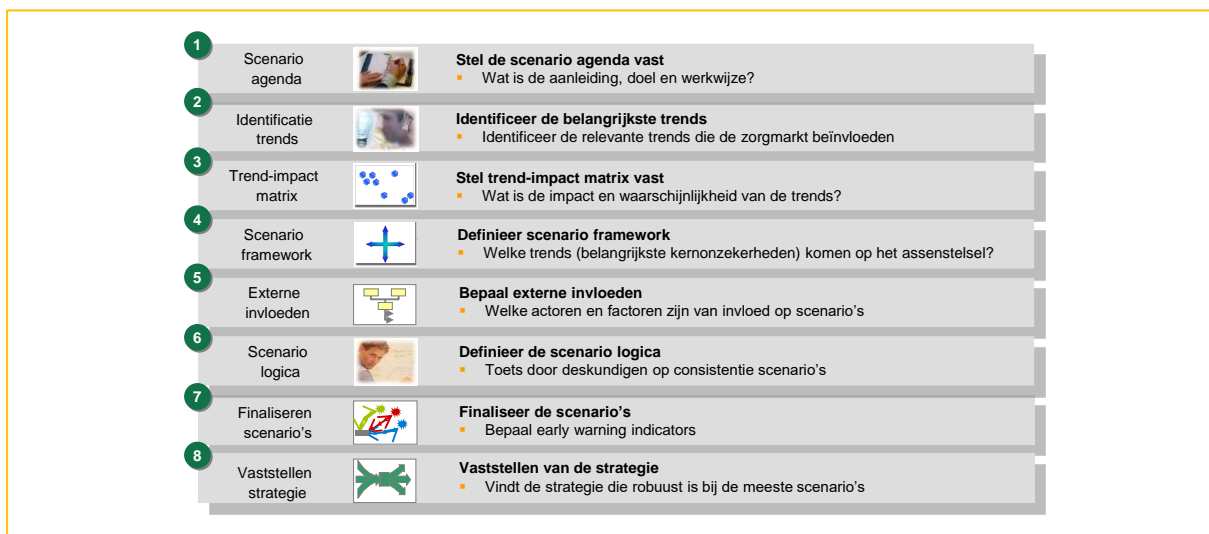 1
Scenario
agenda
Stel de scenario agenda vast
▪ Wat is de aanleiding, doel en werkwijze?
2
Identificatie
trends
Identificeer de belangrijkste trends
▪ Identificeer de relevante trends die de zorgmarkt beïnvloeden
3
Trend-impact
matrix
Stel trend-impact matrix vast
▪ Wat is de impact en waarschijnlijkheid van de trends?
4
Scenario
framework
Definieer scenario framework
▪ Welke trends (belangrijkste kernonzekerheden) komen op het assenstelsel?
5
Externe
invloeden
Bepaal externe invloeden
▪ Welke actoren en factoren zijn van invloed op scenario’s
6
Scenario
logica
Definieer de scenario logica
▪ Toets door deskundigen op consistentie scenario’s
7
Finaliseren
scenario’s
Finaliseer de scenario’s
▪ Bepaal early warning indicators
8
Vaststellen
strategie
Vaststellen van de strategie
▪ Vindt de strategie die robuust is bij de meeste scenario’s